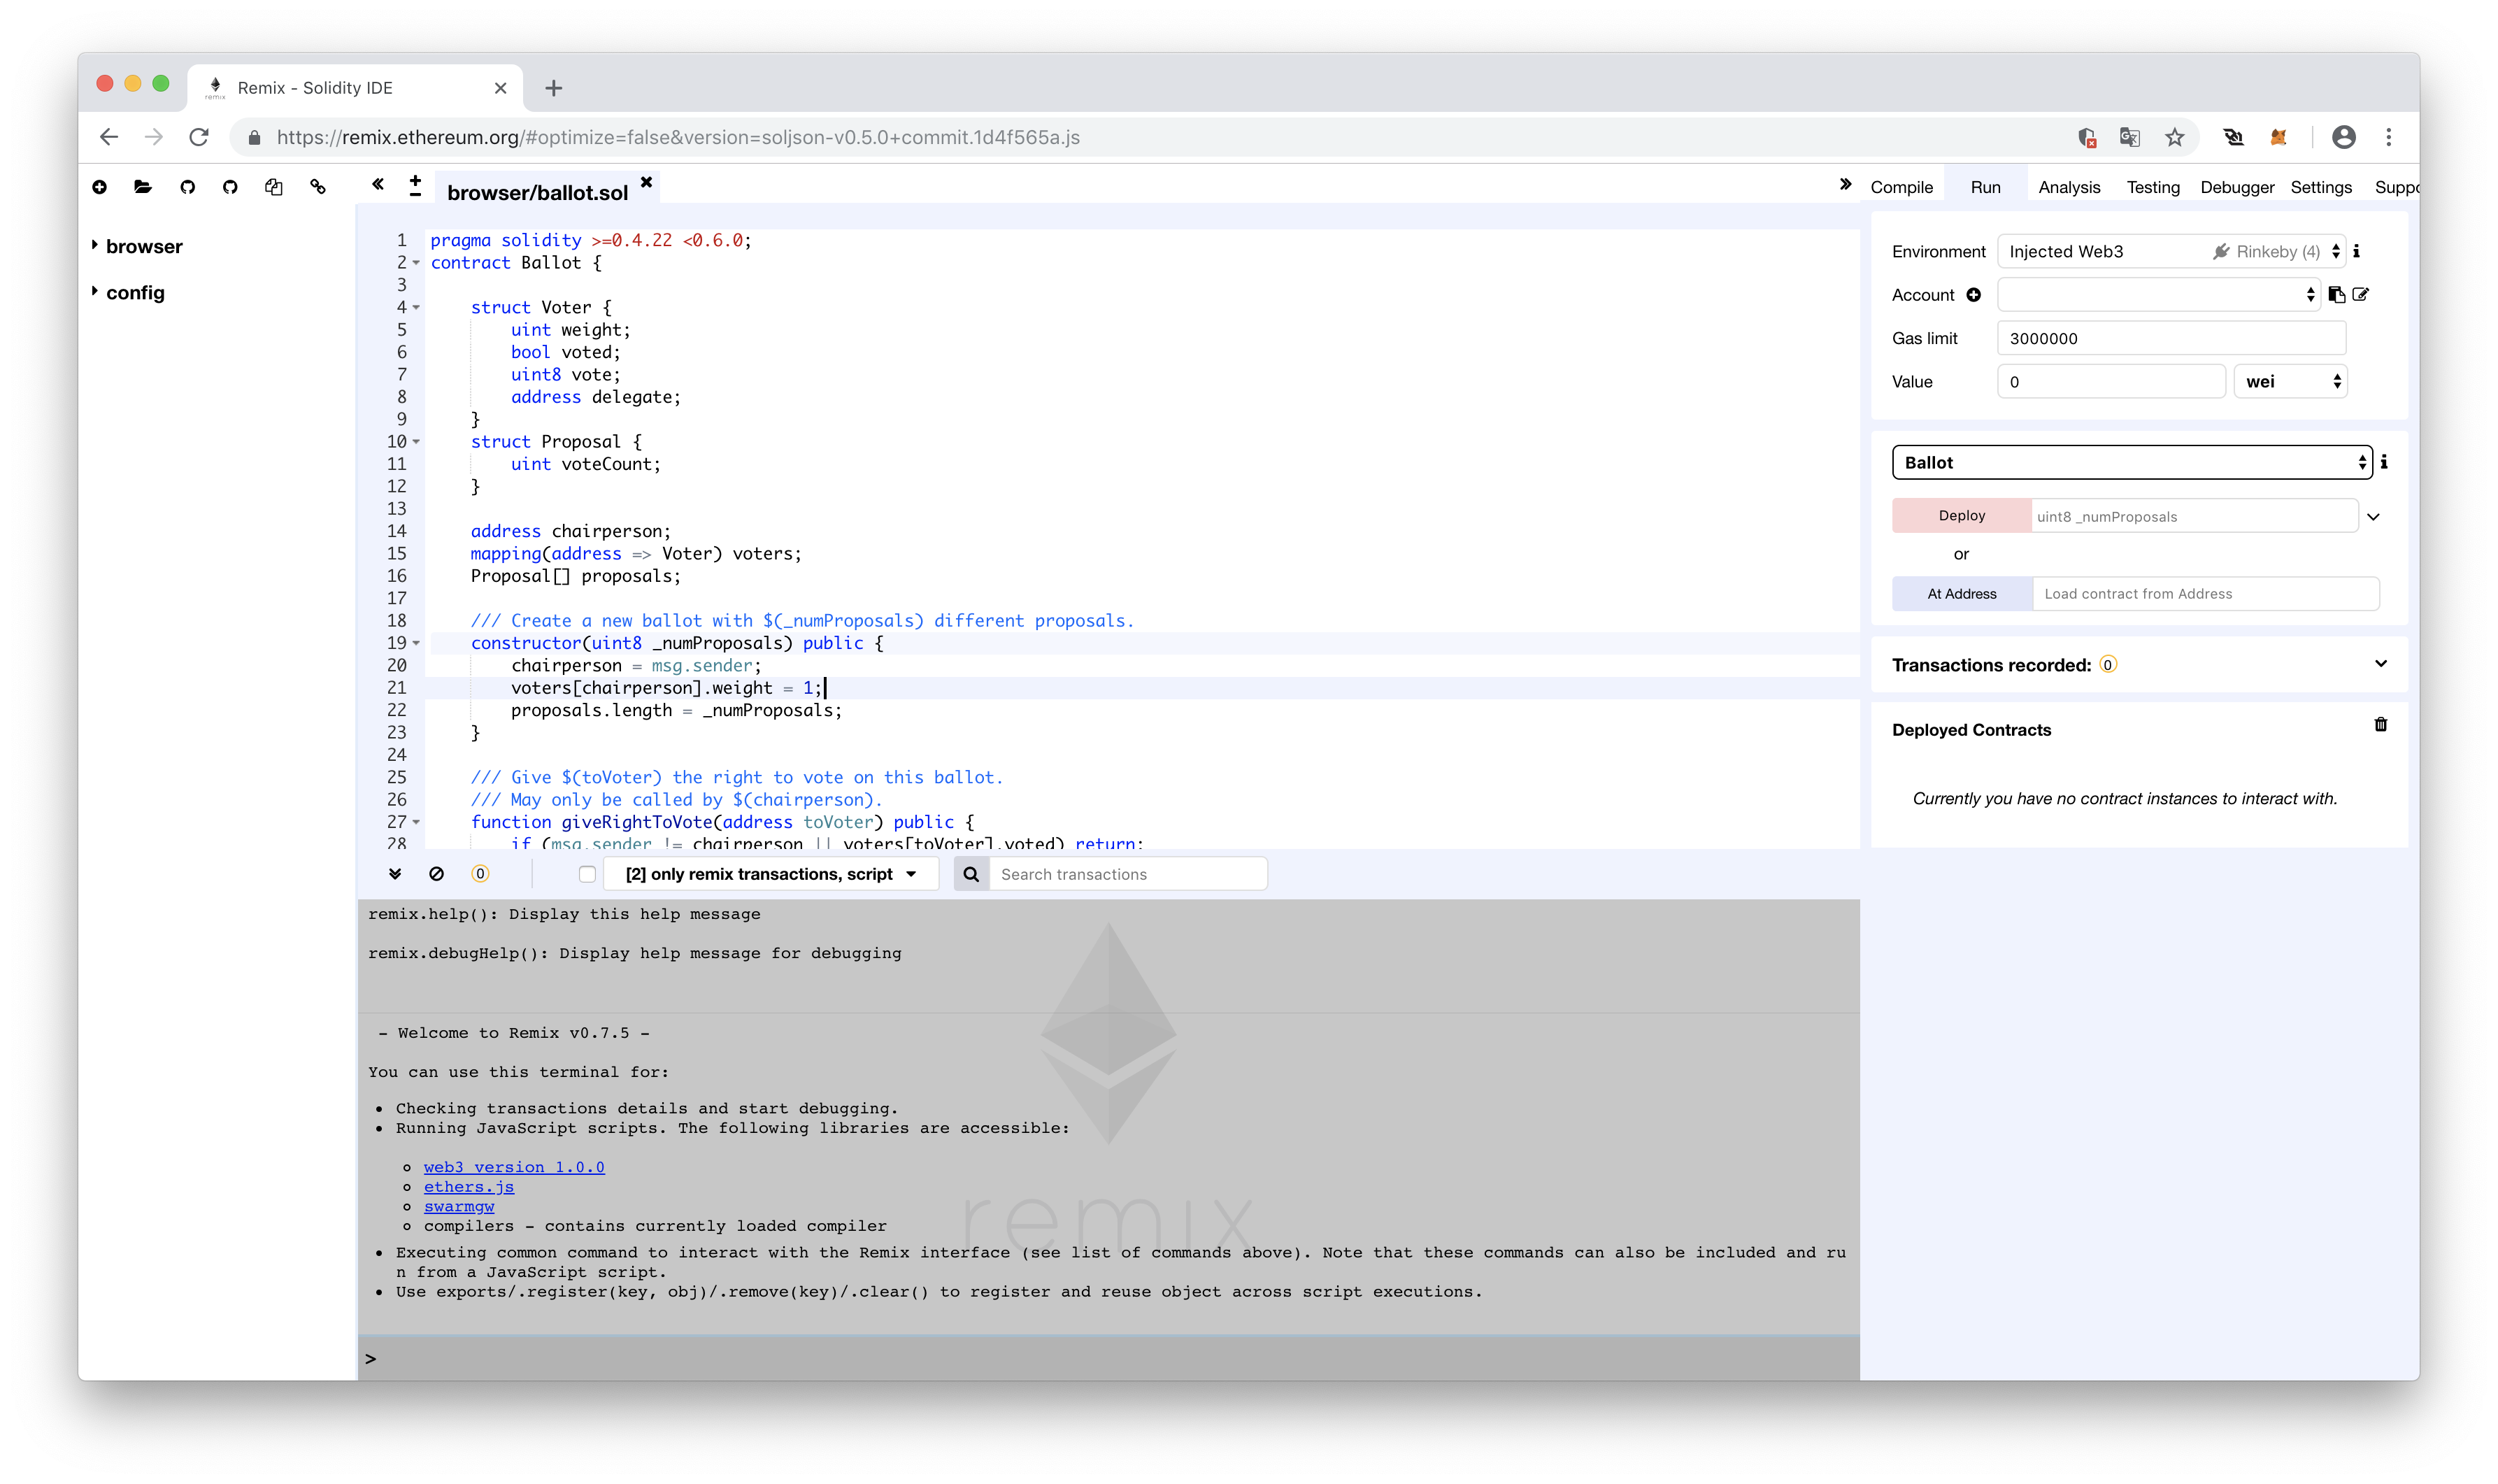 Remix - Solidity IDE
remix
https://remix.ethereum.org/#optimize=false&version=soljson-v0.5.0+commit.1d4f565a.js
browser/ballot.sol
Compile Run Analysis Testing Debugger Settings Suppo
browser
config
1 pragma solidity >=0.4.22 <0.6.0;
2 contract Ballot {
3
4 struct Voter {
5 uint weight;
6 bool voted;
7 uint8 vote;
8 address delegate;
9 }
10 struct Proposal {
11 uint voteCount;
12 }
13
14 address chairperson;
15 mapping(address => Voter) voters;
16 Proposal[] proposals;
17
18 /// Create a new ballot with $(_numProposals) different proposals.
19 constructor(uint8 _numProposals) public {
20 chairperson = msg.sender;
21 voters[chairperson].weight = 1;
22 proposals.length = _numProposals;
23 }
24
25 /// Give $(toVoter) the right to vote on this ballot.
26 /// May only be called by $(chairperson).
27 function giveRightToVote(address toVoter) public {
28 if (msg.sender != chairperson || voters[toVoter].voted) return;
0
[2] only remix transactions, script
Search transactions
remix.help(): Display this help message
remix.debugHelp(): Display help message for debugging
- Welcome to Remix v0.7.5 -
You can use this terminal for:
• Checking transactions details and start debugging.
• Running JavaScript scripts. The following libraries are accessible:
web3 version 1.0.0
ethers.js
swarmgw
compilers - contains currently loaded compiler
• Executing common command to interact with the Remix interface (see list of commands above). Note that these commands can also be included and ru
n from a JavaScript script.
• Use exports/.register(key, obj)/.remove(key)/.clear() to register and reuse object across script executions.
remix
>
Environment Injected Web3 Rinkeby (4)
Account
Gas limit 3000000
Value 0 wei
Ballot
Deploy uint8 _numProposals
or
At Address Load contract from Address
Transactions recorded: 0
Deployed Contracts
Currently you have no contract instances to interact with.